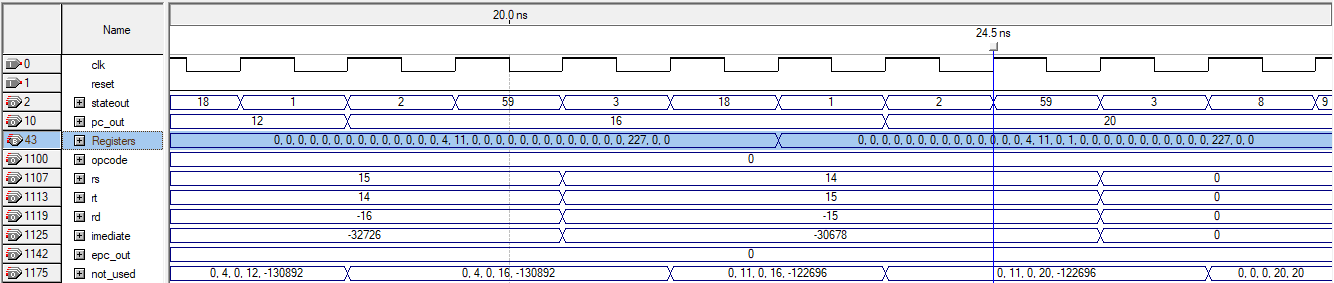 Name
20.0 ns
24.5 ns
0 clk
1 reset
2 stateout 18 1 2 59 3 18 1 2 59 3 8 9
10 pc_out 12 16 20
43 Registers 0, 0, 0, 0, 0, 0, 0, 0, 0, 0, 0, 0, 0, 0, 4, 11, 0, 0, 0, 0, 0, 0, 0, 0, 0, 0, 0, 0, 0, 227, 0, 0 0, 0, 0, 0, 0, 0, 0, 0, 0, 0, 0, 0, 0, 0, 4, 11, 0, 1, 0, 0, 0, 0, 0, 0, 0, 0, 0, 0, 0, 227, 0, 0
1100 opcode 0
1107 rs 15 14 0
1113 rt 14 15 0
1119 rd -16 -15 0
1125 imediate -32726 -30678 0
1142 epc_out 0
1175 not_used 0, 4, 0, 12, -130892 0, 4, 0, 16, -130892 0, 11, 0, 16, -122696 0, 11, 0, 20, -122696 0, 0, 0, 20, 20